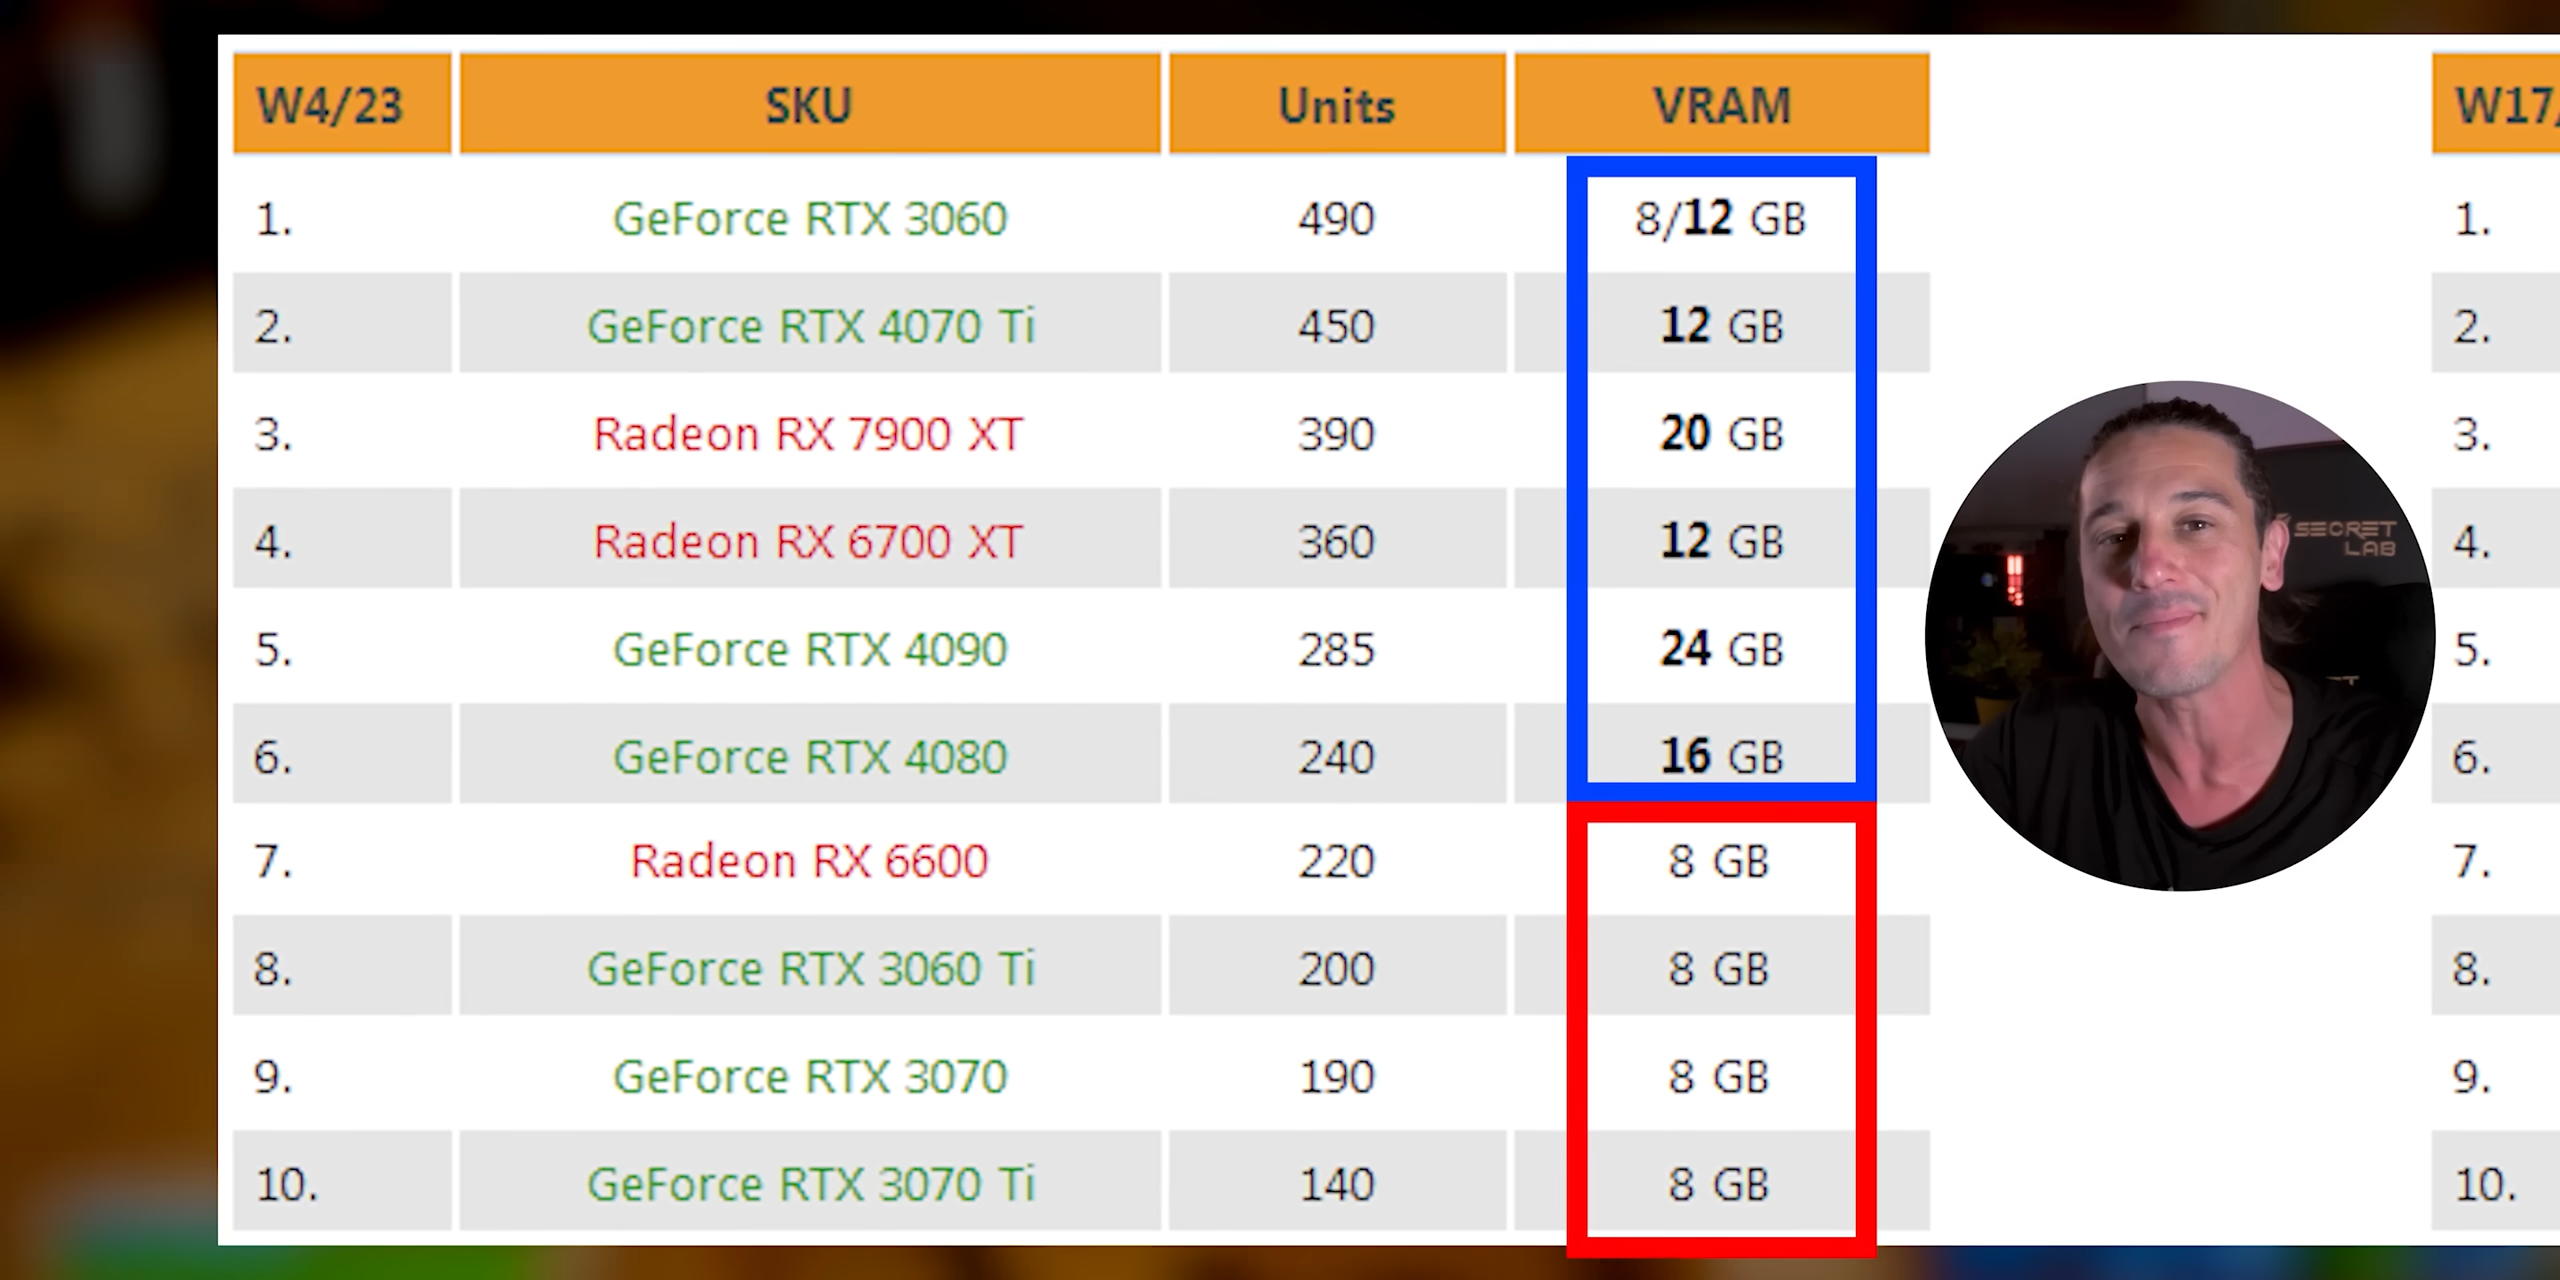 W4/23 SKU Units VRAM W17/
1. GeForce RTX 3060 490 8/12 GB 1.
2. GeForce RTX 4070 Ti 450 12 GB 2.
3. Radeon RX 7900 XT 390 20 GB 3.
4. Radeon RX 6700 XT 360 12 GB 4.
SECRET
LAB
5. GeForce RTX 4090 285 24 GB 5.
6. GeForce RTX 4080 240 16 GB 6.
7. Radeon RX 6600 220 8 GB 7.
8. GeForce RTX 3060 Ti 200 8 GB 8.
9. GeForce RTX 3070 190 8 GB 9.
10. GeForce RTX 3070 Ti 140 8 GB 10.